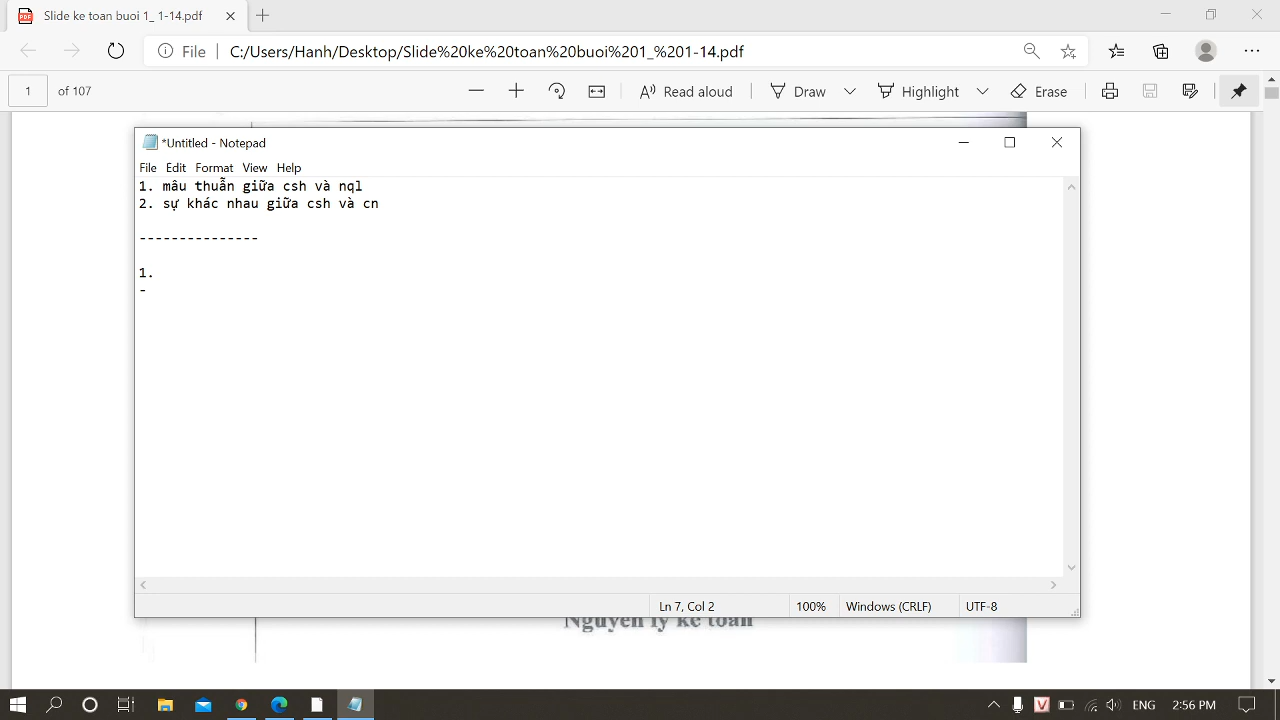 Slide ke toan buoi 1_ 1-14.pdf
File
C:/Users/Hanh/Desktop/Slide%20ke%20toan%20buoi%201_%201-14.pdf
1 of 107
Read aloud
Draw
Highlight
Erase
*Untitled - Notepad
File Edit Format View Help
1. mâu thuẫn giữa csh và nql
2. sự khác nhau giữa csh và cn
---------------
1.
-
Ln 7, Col 2
100%
Windows (CRLF)
UTF-8
Nguyên lý kế toán
ENG
2:56 PM